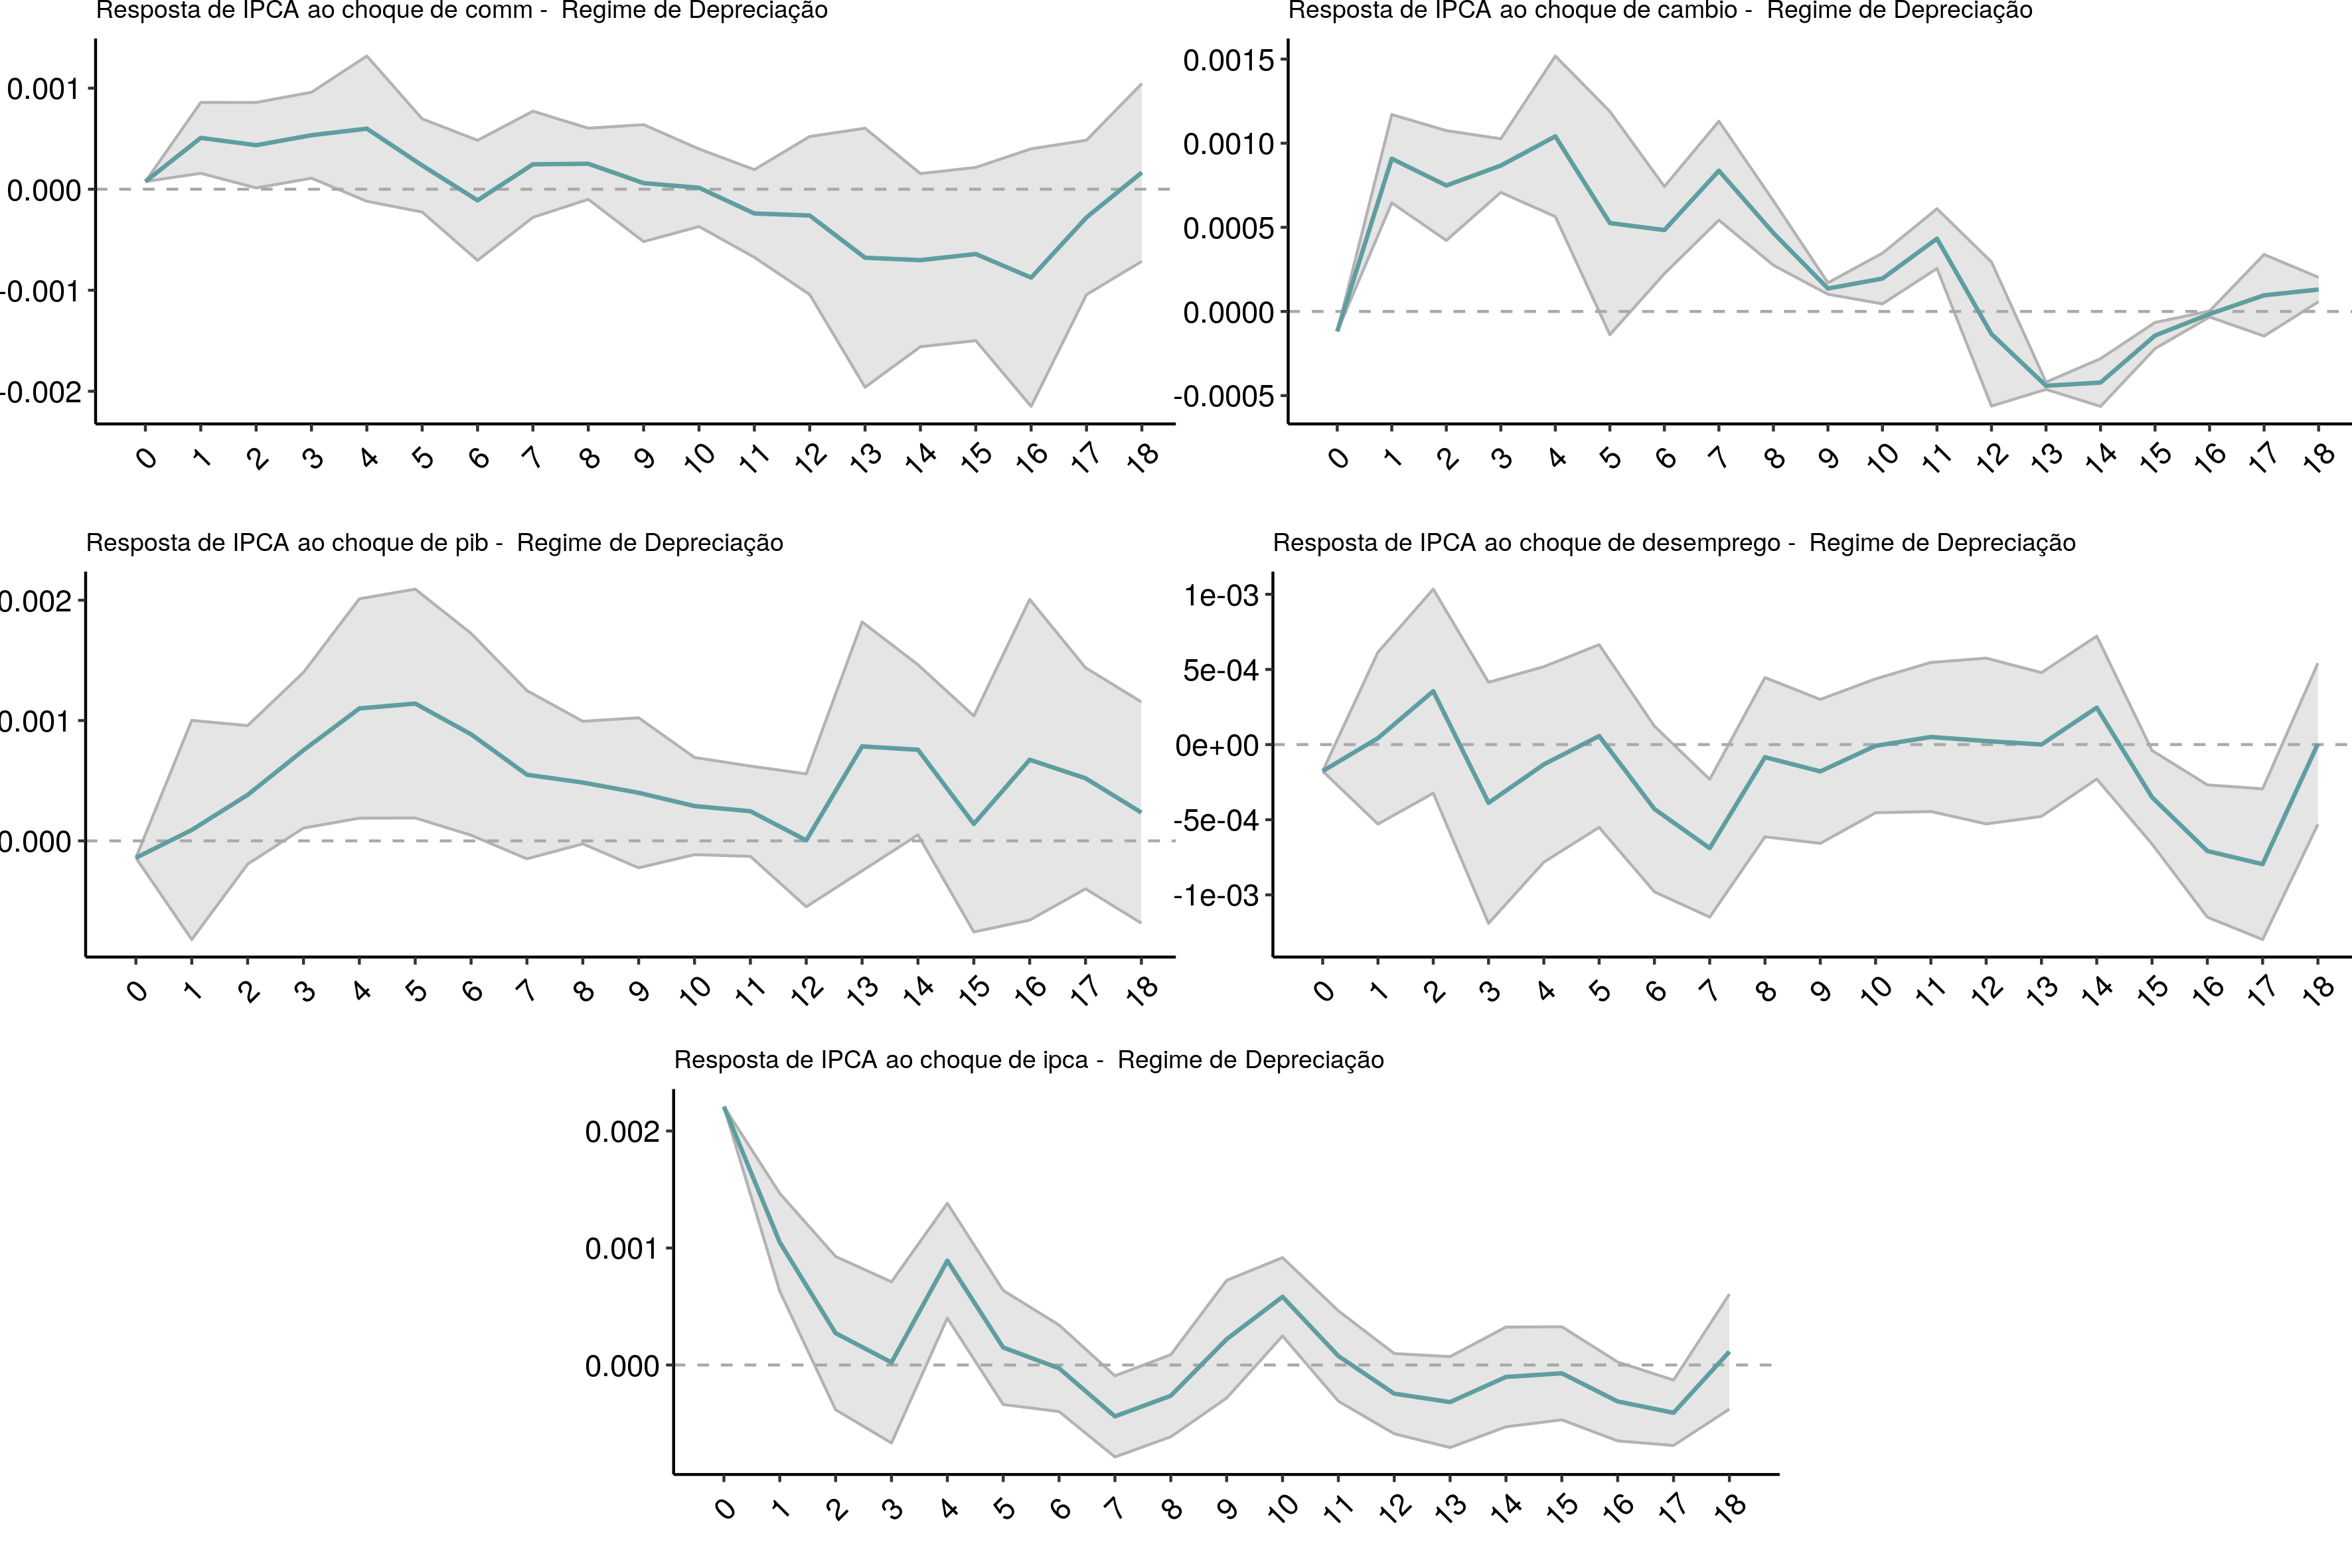 Resposta de IPCA ao choque de comm -  Regime de Depreciação
0.001
0.000
-0.001
-0.002
0 1 2 3 4 5 6 7 8 9 10 11 12 13 14 15 16 17 18
Resposta de IPCA ao choque de cambio -  Regime de Depreciação
0.0015
0.0010
0.0005
0.0000
-0.0005
0 1 2 3 4 5 6 7 8 9 10 11 12 13 14 15 16 17 18
Resposta de IPCA ao choque de pib -  Regime de Depreciação
0.002
0.001
0.000
0 1 2 3 4 5 6 7 8 9 10 11 12 13 14 15 16 17 18
Resposta de IPCA ao choque de desemprego -  Regime de Depreciação
1e-03
5e-04
0e+00
-5e-04
-1e-03
0 1 2 3 4 5 6 7 8 9 10 11 12 13 14 15 16 17 18
Resposta de IPCA ao choque de ipca -  Regime de Depreciação
0.002
0.001
0.000
0 1 2 3 4 5 6 7 8 9 10 11 12 13 14 15 16 17 18